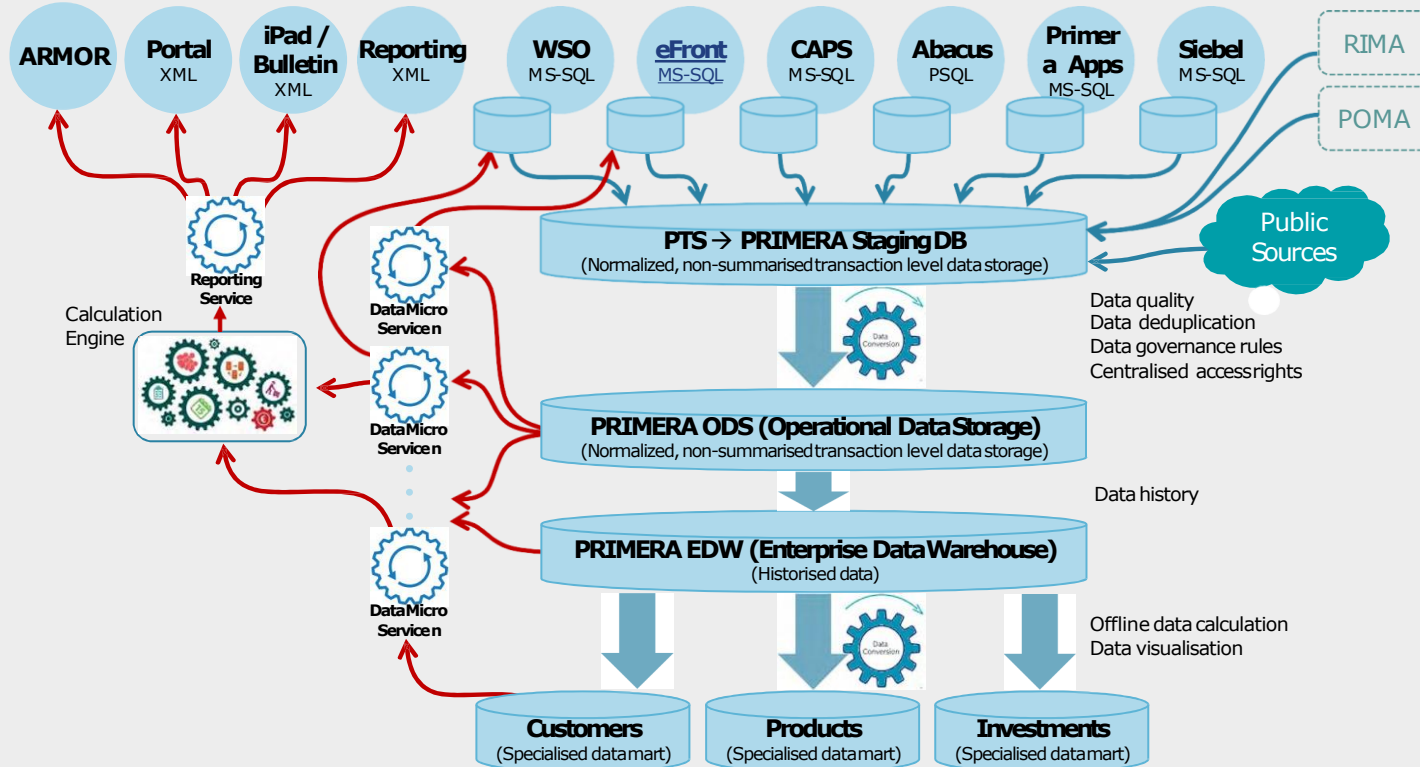 ARMOR
Portal
XML
iPad /
Bulletin
XML
Reporting
XML
WSO
MS-SQL
eFront
MS-SQL
CAPS
MS-SQL
Abacus
PSQL
Primer
a Apps
MS-SQL
Siebel
MS-SQL
RIMA
POMA
Public
Sources
PTS → PRIMERA Staging DB
(Normalized, non-summarised transaction level data storage)
Reporting
Service
Data Micro
Service n
Calculation
Engine
Data
Conversion
Data quality
Data deduplication
Data governance rules
Centralised access rights
Data Micro
Service n
PRIMERA ODS (Operational Data Storage)
(Normalized, non-summarised transaction level data storage)
Data history
PRIMERA EDW (Enterprise Data Warehouse)
(Historised data)
Data Micro
Service n
Data
Conversion
Offline data calculation
Data visualisation
Customers
(Specialised data mart)
Products
(Specialised data mart)
Investments
(Specialised data mart)